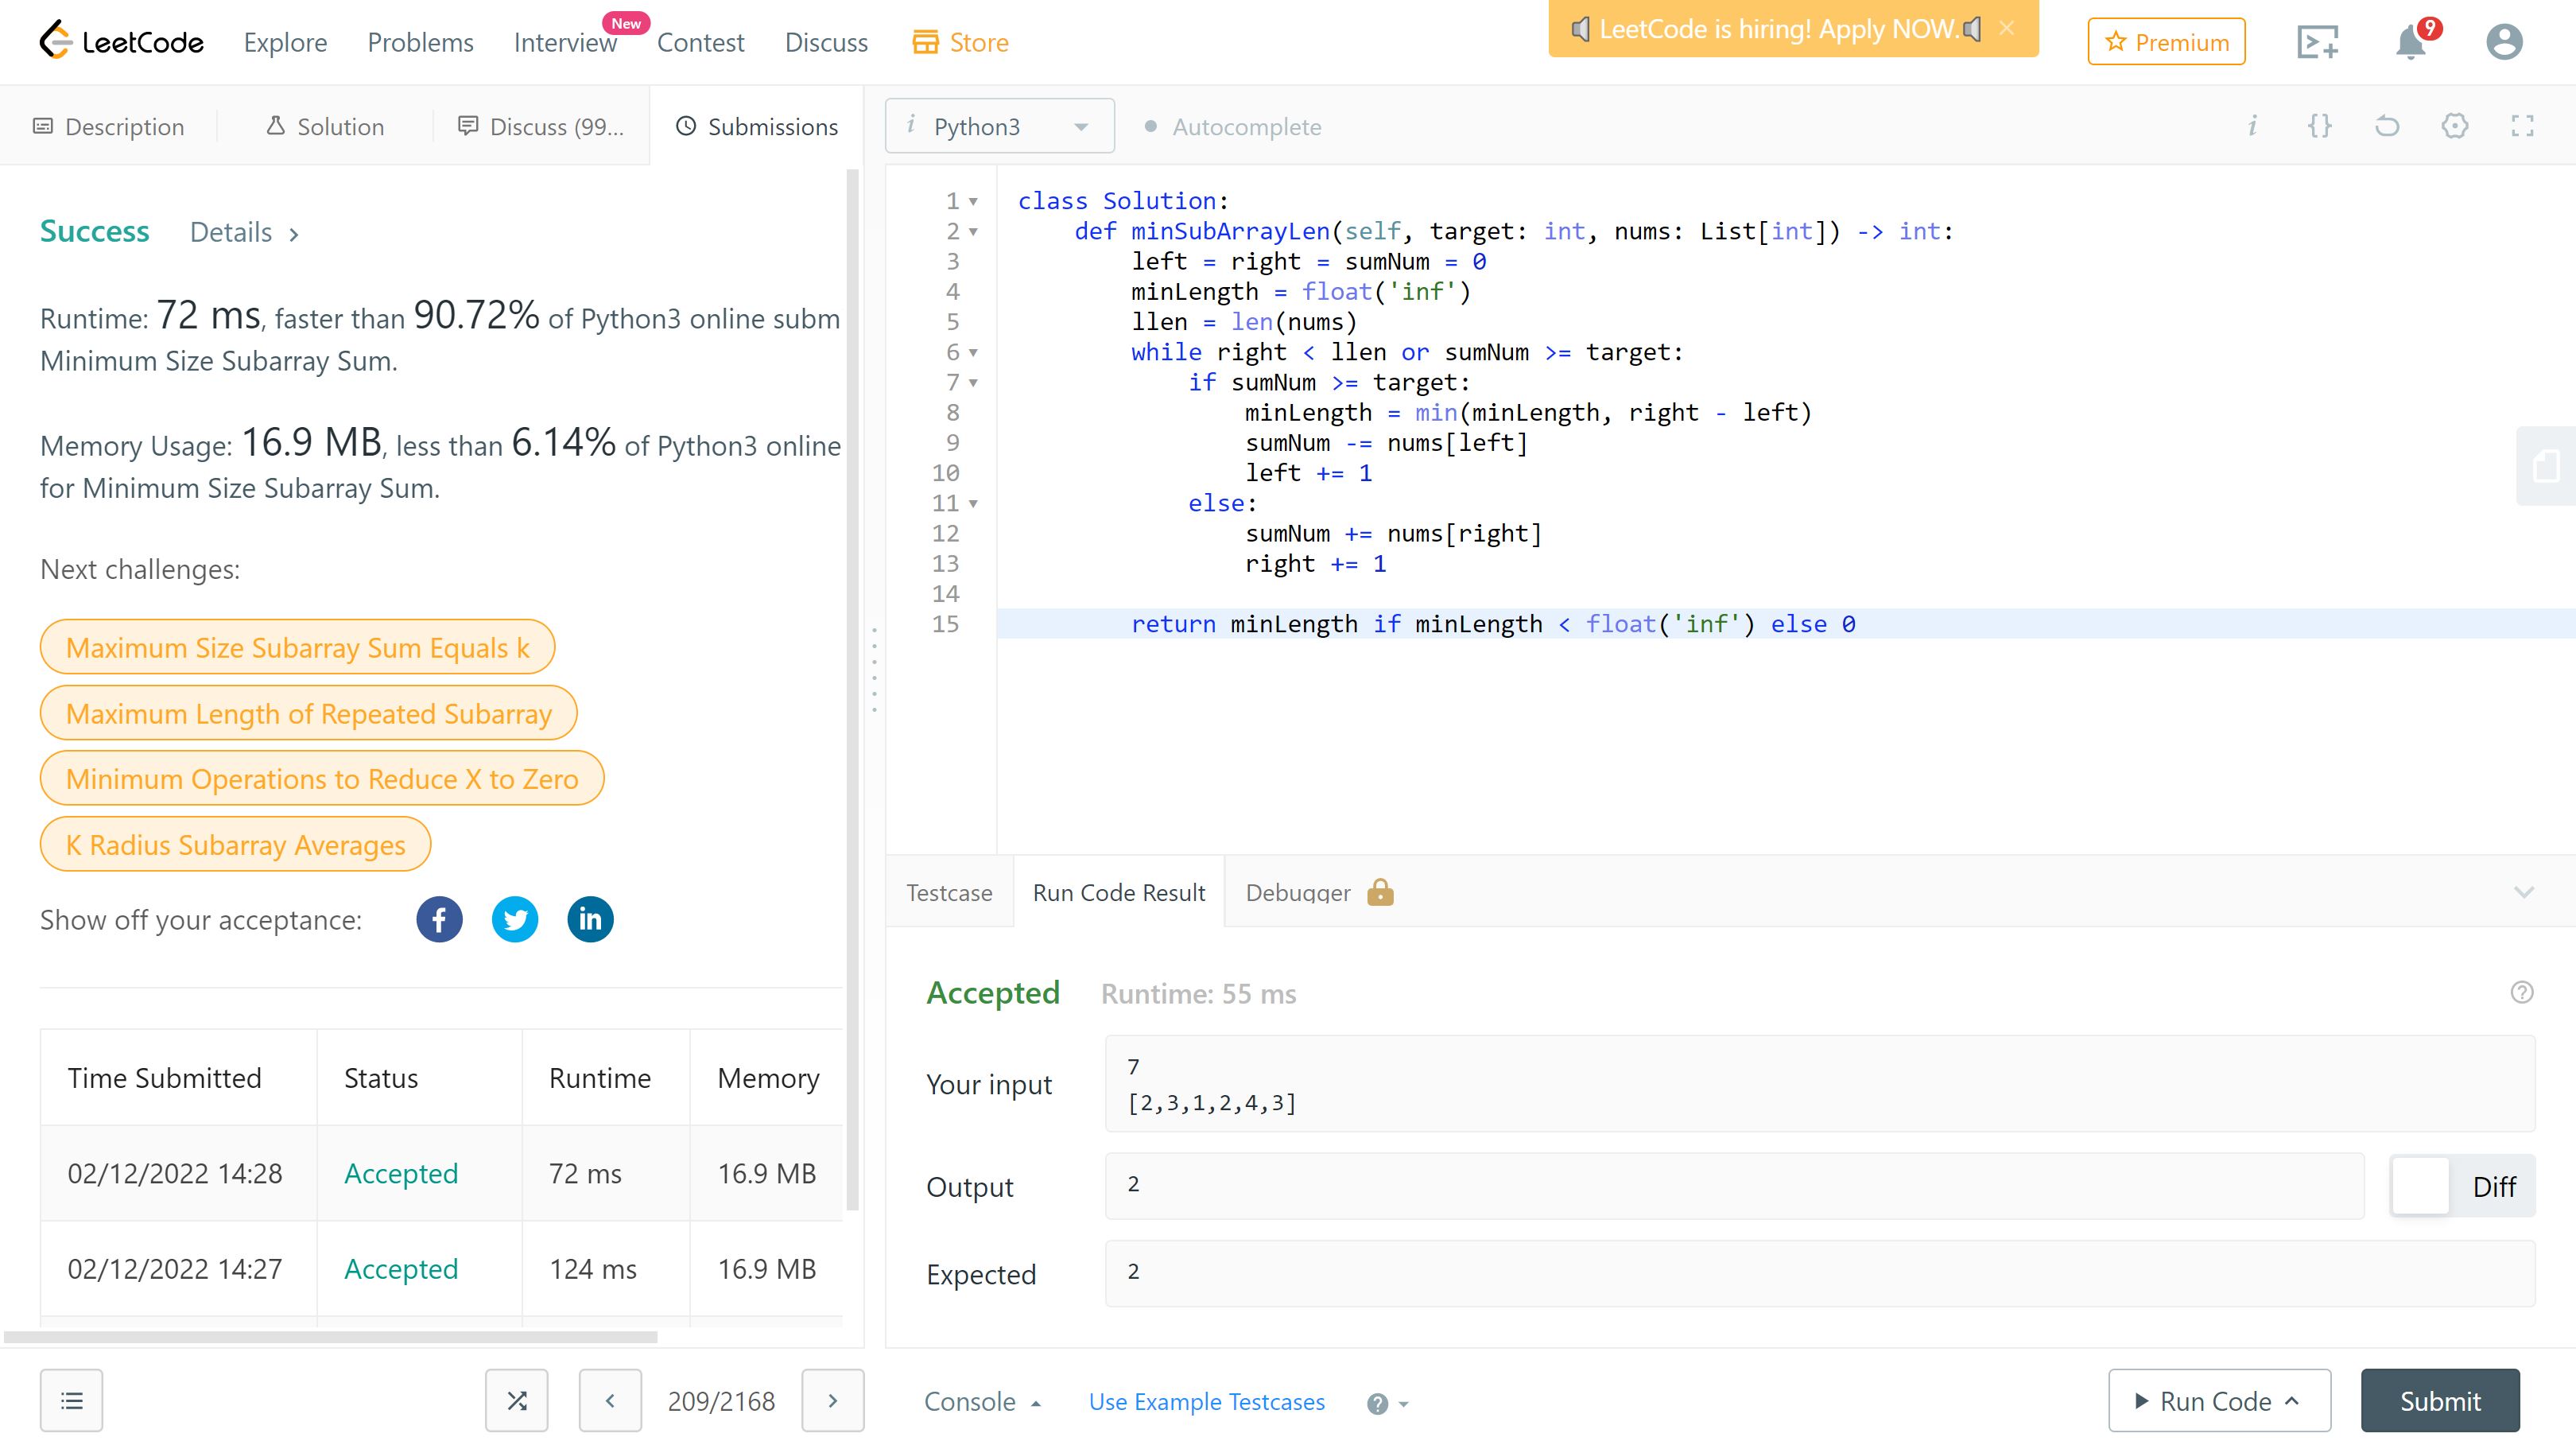 LeetCode
Explore
Problems
Interview
New
Contest
Discuss
Store
LeetCode is hiring! Apply NOW.
Premium
9
Description
Solution
Discuss (99...
Submissions
Python3
Autocomplete
Success Details
Runtime: 72 ms, faster than 90.72% of Python3 online subm
Minimum Size Subarray Sum.
Memory Usage: 16.9 MB, less than 6.14% of Python3 online
for Minimum Size Subarray Sum.
Next challenges:
Maximum Size Subarray Sum Equals k
Maximum Length of Repeated Subarray
Minimum Operations to Reduce X to Zero
K Radius Subarray Averages
Show off your acceptance:
Time Submitted Status Runtime Memory
02/12/2022 14:28 Accepted 72 ms 16.9 MB
02/12/2022 14:27 Accepted 124 ms 16.9 MB
209/2168
1 class Solution:
2 def minSubArrayLen(self, target: int, nums: List[int]) -> int:
3 left = right = sumNum = 0
4 minLength = float('inf')
5 llen = len(nums)
6 while right < llen or sumNum >= target:
7 if sumNum >= target:
8 minLength = min(minLength, right - left)
9 sumNum -= nums[left]
10 left += 1
11 else:
12 sumNum += nums[right]
13 right += 1
14
15 return minLength if minLength < float('inf') else 0
Testcase
Run Code Result
Debugger
Accepted Runtime: 55 ms
Your input
7
[2,3,1,2,4,3]
Output
2
Diff
Expected
2
Console
Use Example Testcases
Run Code
Submit